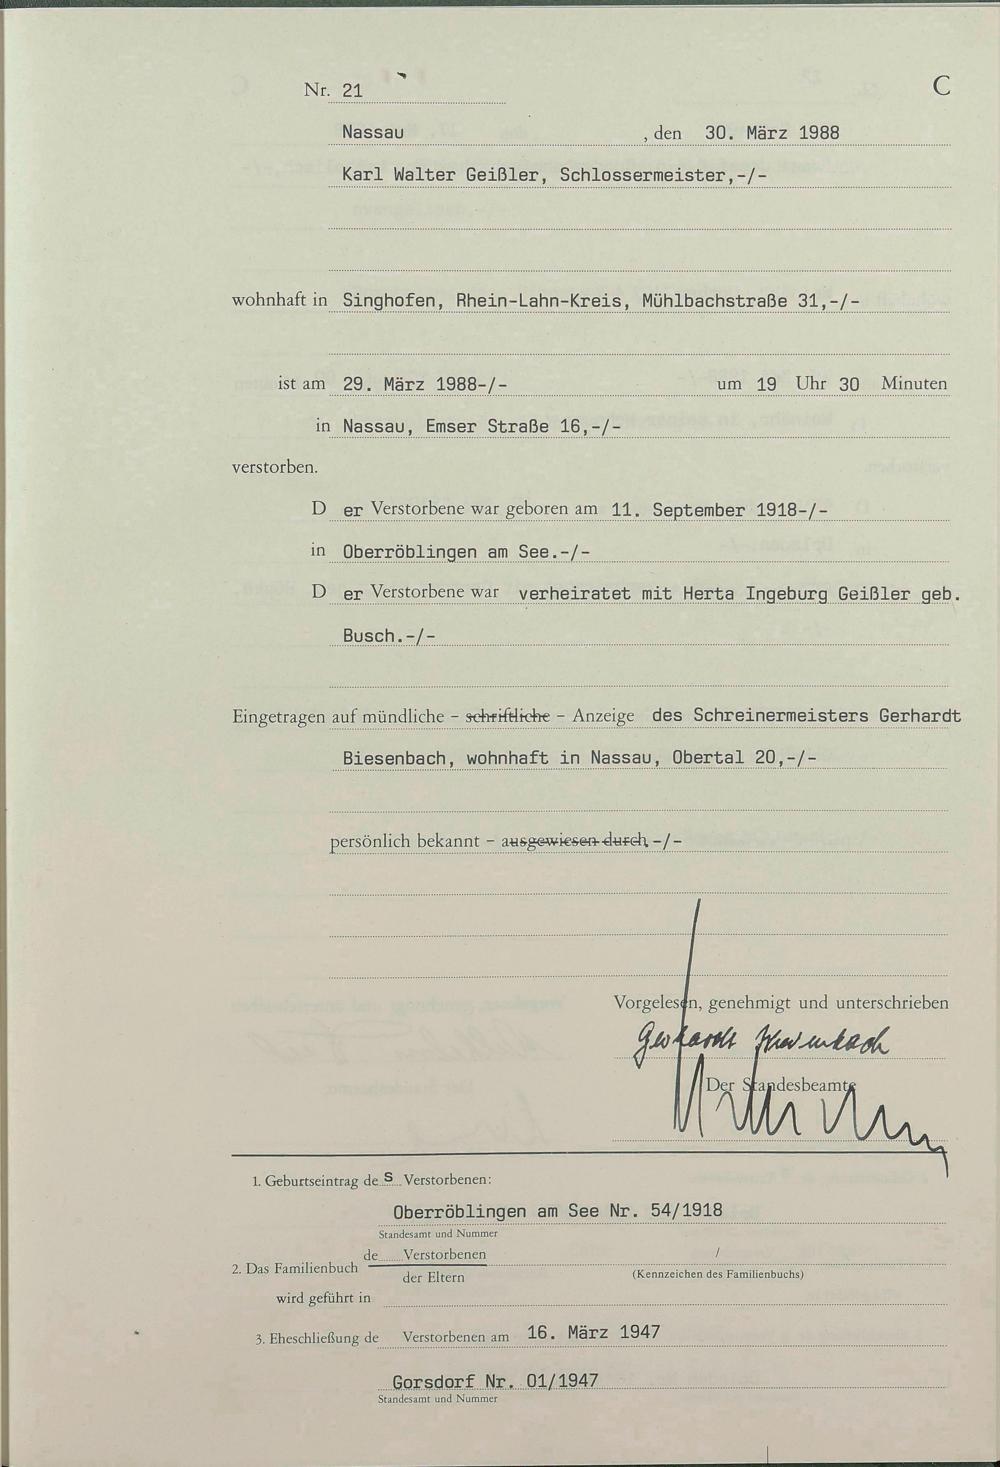 Nr. 21
C
Nassau , den 30. März 1988
Karl Walter Geißler, Schlossermeister,-/-
wohnhaft in Singhofen, Rhein-Lahn-Kreis, Mühlbachstraße 31,-/-
ist am 29. März 1988-/- um 19 Uhr 30 Minuten
in Nassau, Emser Straße 16,-/-
verstorben.
D er Verstorbene war geboren am 11. September 1918-/-
in Oberröblingen am See.-/-
D er Verstorbene war verheiratet mit Herta Ingeburg Geißler geb.
Busch.-/-
Eingetragen auf mündliche - schriftliche - Anzeige des Schreinermeisters Gerhardt
Biesenbach, wohnhaft in Nassau, Obertal 20,-/-
persönlich bekannt - ausgewiesen durch -/-
Vorgelesen, genehmigt und unterschrieben
Gerhardt Biesenbach
Der Standesbeamte
1. Geburtseintrag des Verstorbenen:
Oberröblingen am See Nr. 54/1918
Standesamt und Nummer
2. Das Familienbuch de Verstorbenen /
der Eltern (Kennzeichen des Familienbuchs)
wird geführt in
3. Eheschließung de Verstorbenen am 16. März 1947
Gorsdorf Nr. 01/1947
Standesamt und Nummer